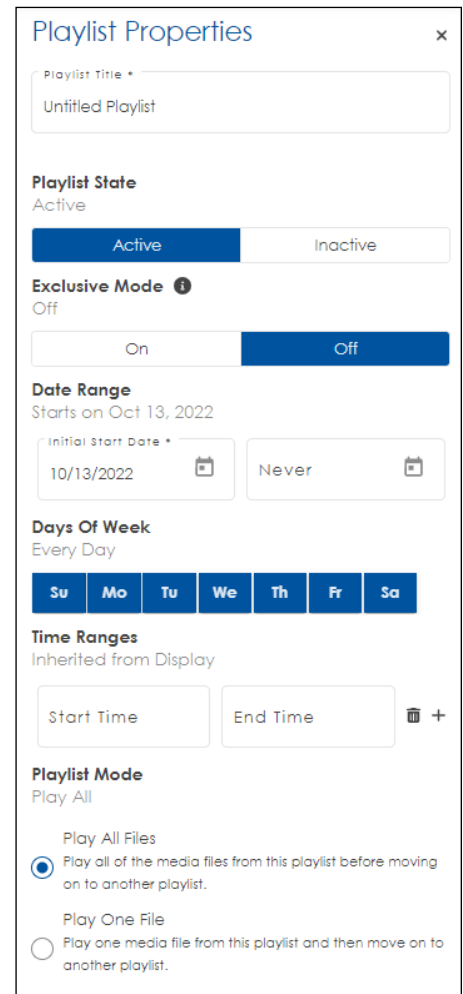 Playlist Properties ×
Playlist Title *
Untitled Playlist
Playlist State
Active
Active Inactive
Exclusive Mode i
Off
On Off
Date Range
Starts on Oct 13, 2022
Initial Start Date *
10/13/2022 Never
Days Of Week
Every Day
Su Mo Tu We Th Fr Sa
Time Ranges
Inherited from Display
Start Time End Time +
Playlist Mode
Play All
Play All Files
Play all of the media files from this playlist before moving
on to another playlist.
Play One File
Play one media file from this playlist and then move on to
another playlist.